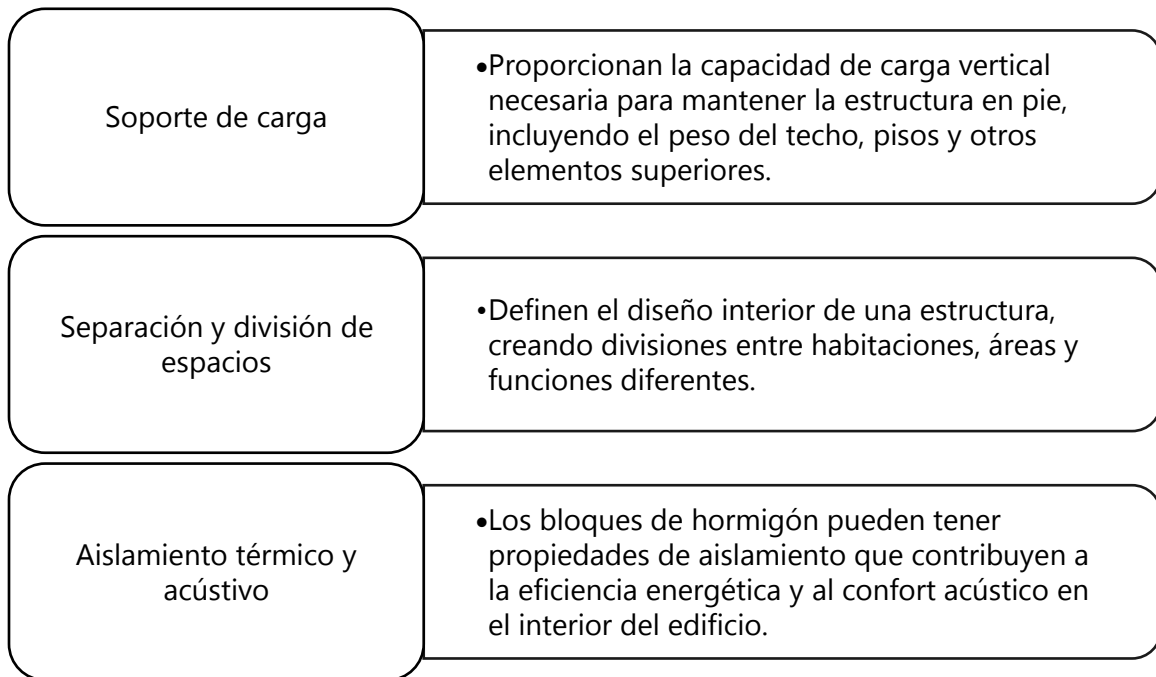 Soporte de carga
•Proporcionan la capacidad de carga vertical
necesaria para mantener la estructura en pie,
incluyendo el peso del techo, pisos y otros
elementos superiores.
Separación y división de
espacios
•Definen el diseño interior de una estructura,
creando divisiones entre habitaciones, áreas y
funciones diferentes.
Aislamiento térmico y
acústivo
•Los bloques de hormigón pueden tener
propiedades de aislamiento que contribuyen a
la eficiencia energética y al confort acústico en
el interior del edificio.